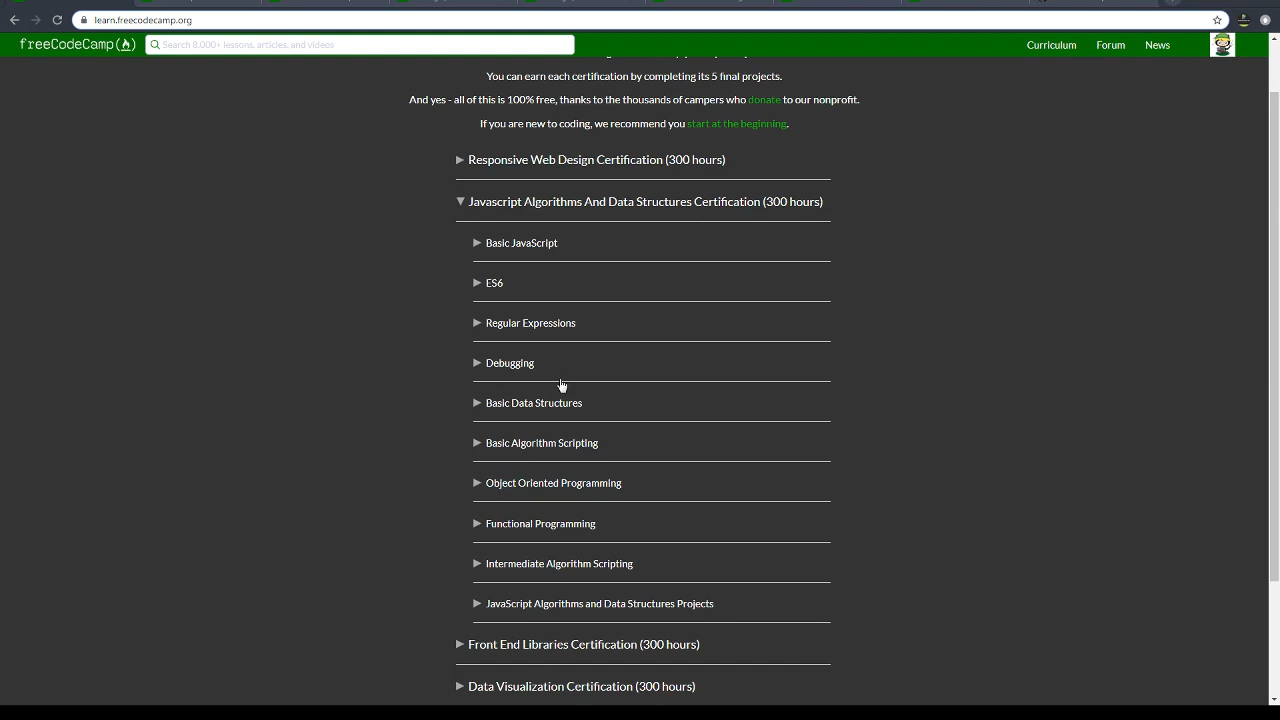 learn.freecodecamp.org
freeCodeCamp(🔥)
Search 8,000+ lessons, articles, and videos
Curriculum
Forum
News
You can earn each certification by completing its 5 final projects.
And yes - all of this is 100% free, thanks to the thousands of campers who donate to our nonprofit.
If you are new to coding, we recommend you start at the beginning.
Responsive Web Design Certification (300 hours)
Javascript Algorithms And Data Structures Certification (300 hours)
Basic JavaScript
ES6
Regular Expressions
Debugging
Basic Data Structures
Basic Algorithm Scripting
Object Oriented Programming
Functional Programming
Intermediate Algorithm Scripting
JavaScript Algorithms and Data Structures Projects
Front End Libraries Certification (300 hours)
Data Visualization Certification (300 hours)